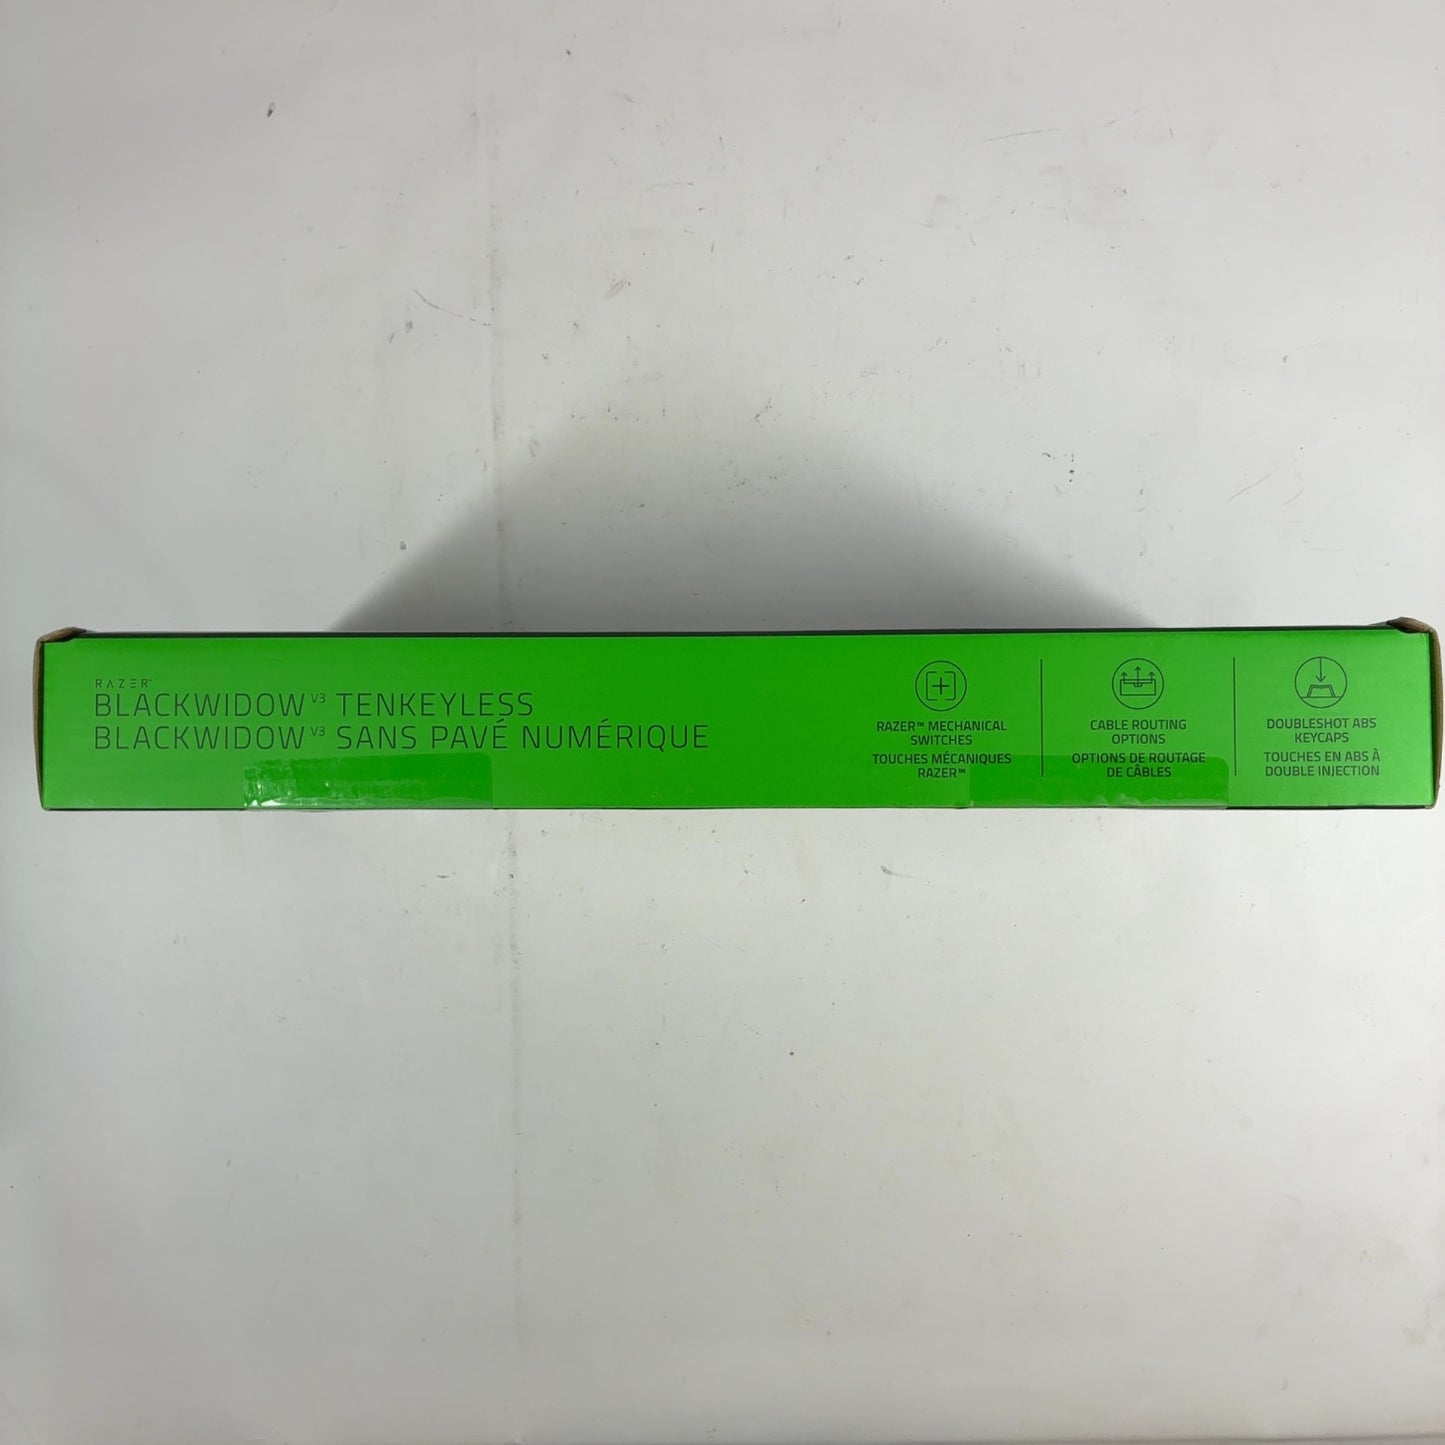 RAZER™
BLACKWIDOW V3 TENKEYLESS
BLACKWIDOW V3 SANS PAVÉ NUMÉRIQUE
RAZER™ MECHANICAL
SWITCHES
TOUCHES MÉCANIQUES
RAZER™
CABLE ROUTING
OPTIONS
OPTIONS DE ROUTAGE
DE CÂBLES
DOUBLESHOT ABS
KEYCAPS
TOUCHES EN ABS À
DOUBLE INJECTION